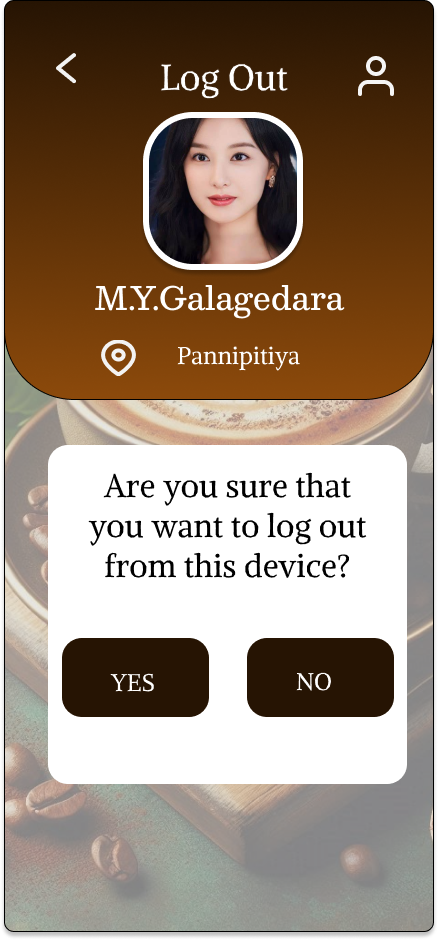 Log Out
M.Y.Galagedara
Pannipitiya
Are you sure that
you want to log out
from this device?
YES
NO